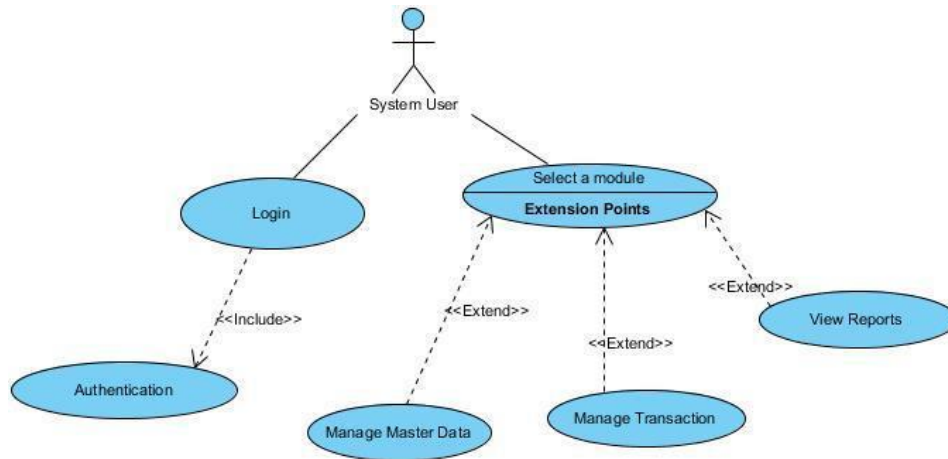 System User
Select a module
Extension Points
Login
<<Extend>>
<<Extend>>
<<Include>>
<<Extend>>
View Reports
Authentication
Manage Master Data
Manage Transaction